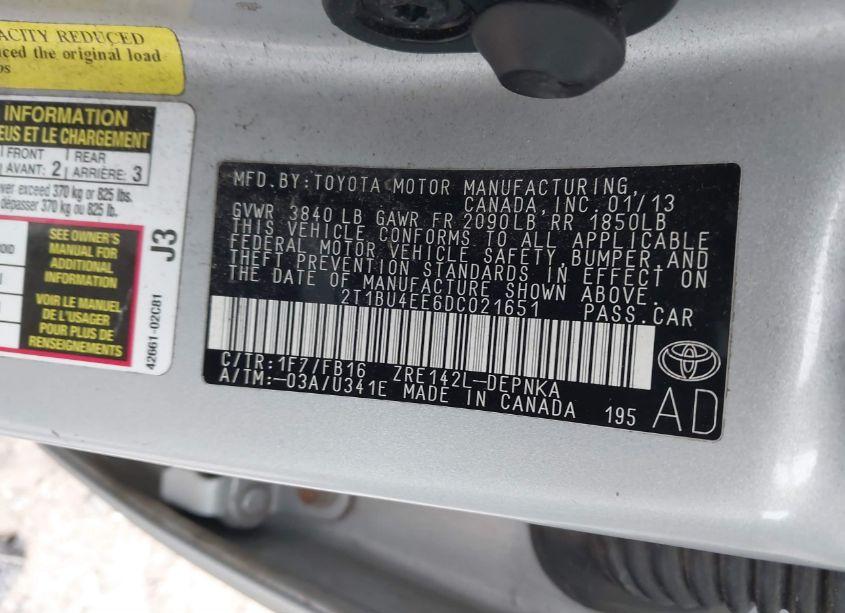 ACITY REDUCED
the original load
INFORMATION
EUS ET LE CHARGEMENT
FRONT REAR
AVANT: 2 ARRIÈRE: 3
exceed 370 kg or 825 lbs.
dépasser 370 kg ou 825 lb.
SEE OWNER'S
MANUAL FOR
ADDITIONAL
INFORMATION
VOIR LE MANUEL
DE L'USAGER
POUR PLUS DE
RENSEIGNEMENTS
J3
42661-02C81
MFD.BY:TOYOTA MOTOR MANUFACTURING,
CANADA,INC. 01/13
GVWR 3840LB GAWR FR 2090LB RR 1850LB
THIS VEHICLE CONFORMS TO ALL APPLICABLE
FEDERAL MOTOR VEHICLE SAFETY,BUMPER,AND
THEFT PREVENTION STANDARDS IN EFFECT ON
THE DATE OF MANUFACTURE SHOWN ABOVE.
2T1BU4EE6DC021651 PASS.CAR
C/TR:1F7/FB16 ZRE142L-DEPNKA
A/TM:-03A/U341E MADE IN CANADA 195
AD